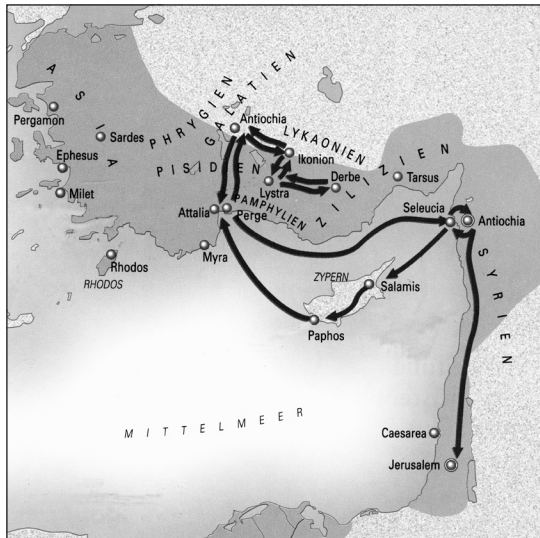 ASIA
PHRYGIEN
GALATIEN
Pergamon
Antiochia
Sardes
LYKAONIEN
Ikonion
Ephesus
PISIDIEN
Derbe
Tarsus
ZILIZIEN
Milet
Lystra
PAMPHYLIEN
Attalia
Perge
Seleucia
Antiochia
Myra
SYRIEN
Rhodos
RHODOS
ZYPERN
Salamis
Paphos
MITTELMEER
Caesarea
Jerusalem